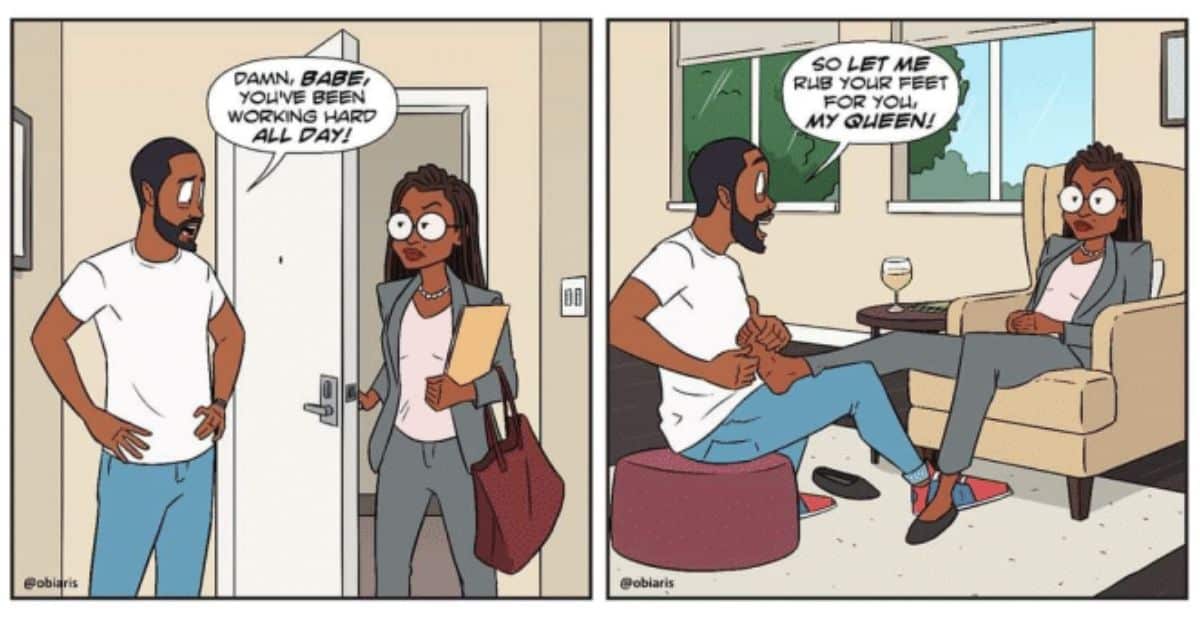 DAMN, BABE,
YOU'VE BEEN
WORKING HARD
ALL DAY!
SO LET ME
RUB YOUR FEET
FOR YOU,
MY QUEEN!
@obiaris
@obiaris